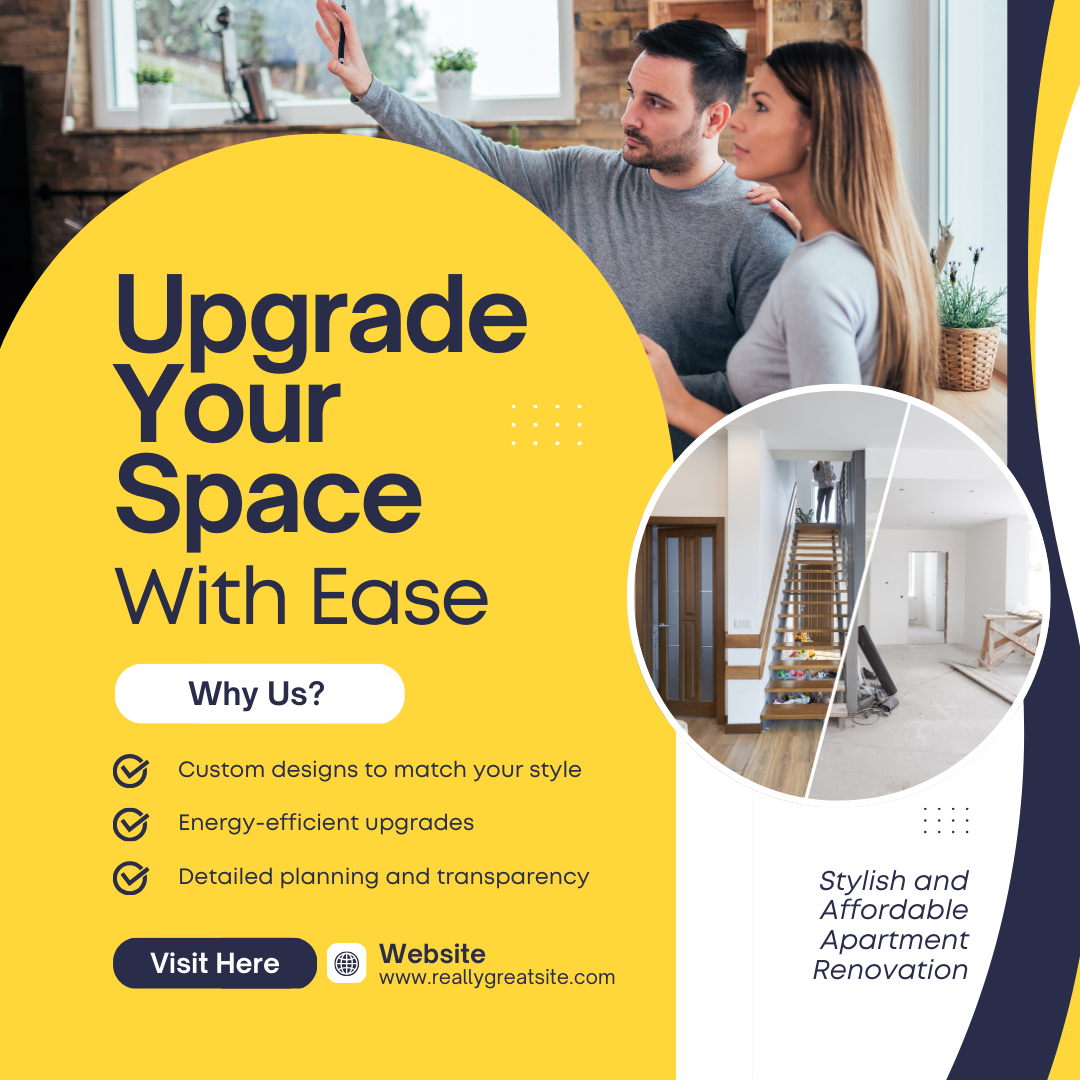 Upgrade
Your
Space
With Ease
Why Us?
Custom designs to match your style
Energy-efficient upgrades
Detailed planning and transparency
Visit Here
Website
www.reallygreatsite.com
Stylish and
Affordable
Apartment
Renovation